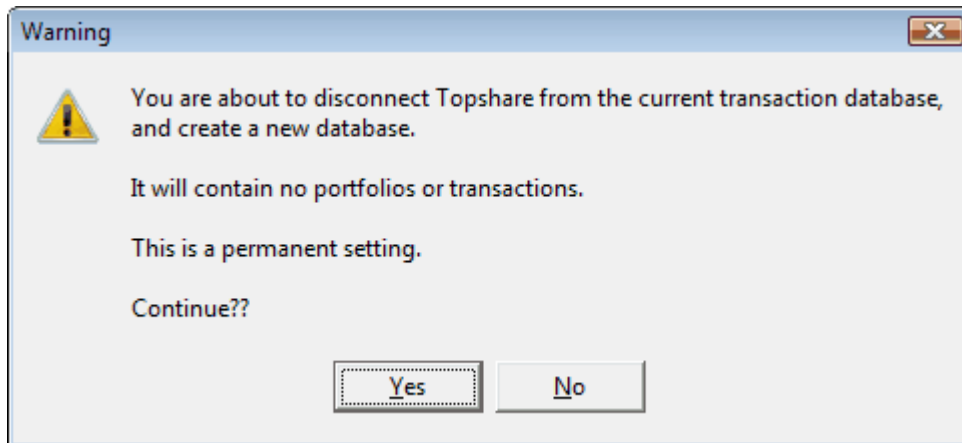 Warning
You are about to disconnect Topshare from the current transaction database,
and create a new database.
It will contain no portfolios or transactions.
This is a permanent setting.
Continue??
Yes
No